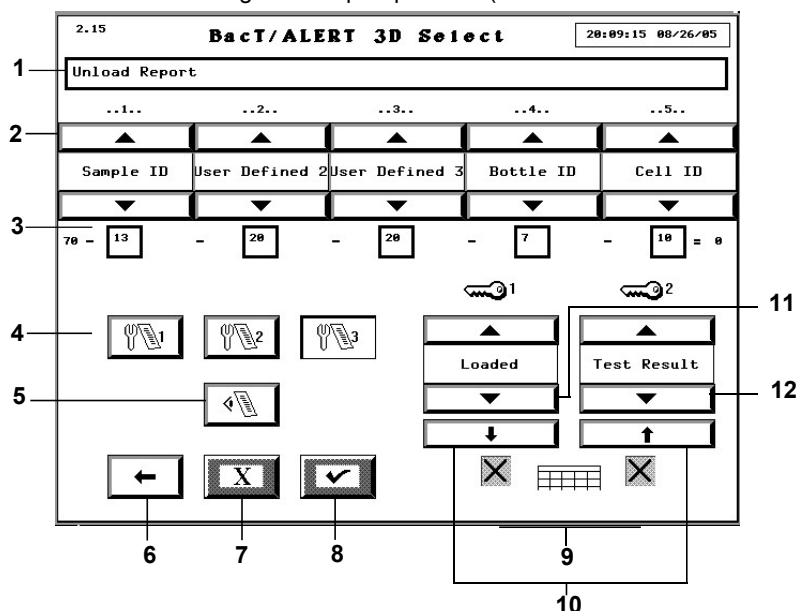 2.15
BacT/ALERT 3D Select
20:09:15 08/26/05
1
Unload Report
..1.. ..2.. ..3.. ..4.. ..5..
2
Sample ID User Defined 2 User Defined 3 Bottle ID Cell ID
3
70 - 13 - 20 - 20 - 7 - 10 = 0
1 2
11
4
1 2 3
Loaded Test Result
5
12
X
6 7 8
9
10